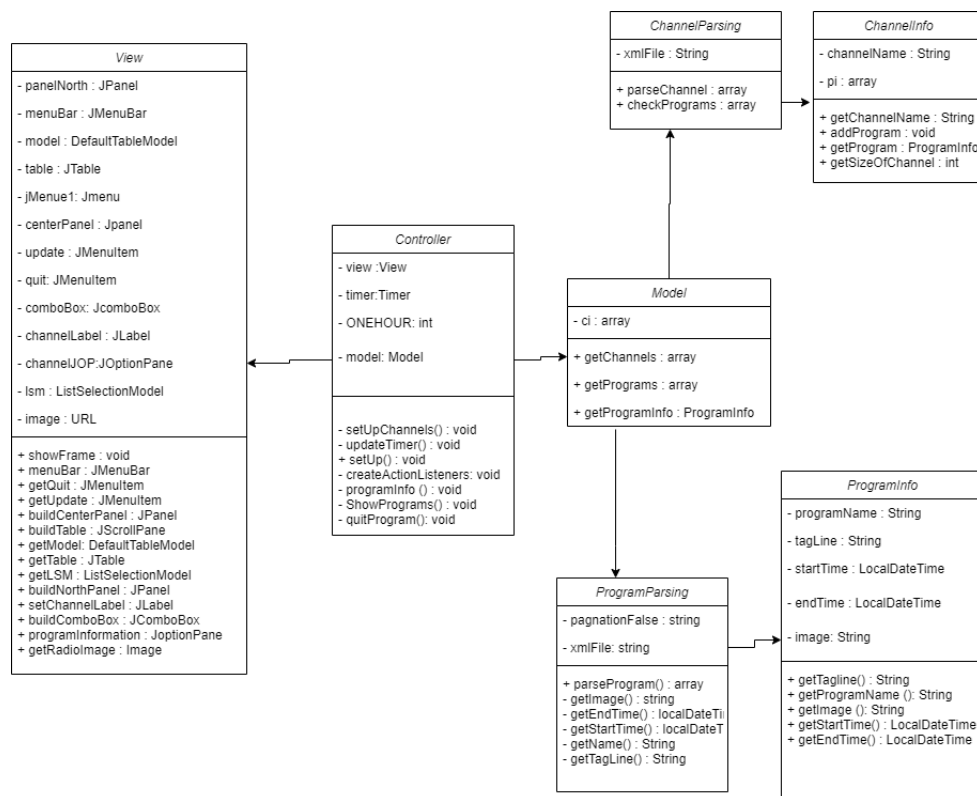 View
- panelNorth : JPanel
- menuBar : JMenuBar
- model : DefaultTableModel
- table : JTable
- jMenue1: Jmenu
- centerPanel : Jpanel
- update : JMenuItem
- quit: JMenuItem
- comboBox: JcomboBox
- channelLabel : JLabel
- channelJOP:JOptionPane
- lsm : ListSelectionModel
- image : URL
+ showFrame : void
+ menuBar : JMenuBar
+ getQuit : JMenuItem
+ getUpdate : JMenuItem
+ buildCenterPanel : JPanel
+ buildTable : JScrollPane
+ getModel: DefaultTableModel
+ getTable : JTable
+ getLSM : ListSelectionModel
+ buildNorthPanel : JPanel
+ setChannelLabel : JLabel
+ buildComboBox : JComboBox
+ programInformation : JoptionPane
+ getRadioImage : Image
Controller
- view :View
- timer:Timer
- ONEHOUR: int
- model: Model
- setUpChannels() : void
- updateTimer() : void
+ setUp() : void
- createActionListeners: void
- programInfo () : void
- ShowPrograms() : void
- quitProgram(): void
ChannelParsing
- xmlFile : String
+ parseChannel : array
+ checkPrograms : array
ChannelInfo
- channelName : String
- pi : array
+ getChannelName : String
+ addProgram : void
+ getProgram : ProgramInfo
+ getSizeOfChannel : int
Model
- ci : array
+ getChannels : array
+ getPrograms : array
+ getProgramInfo : ProgramInfo
ProgramParsing
- pagnationFalse : string
- xmlFile: string
+ parseProgram() : array
- getImage() : string
- getEndTime() : localDateTi
- getStartTime() : localDateT
- getName() : String
- getTagLine() : String
ProgramInfo
- programName : String
- tagLine : String
- startTime : LocalDateTime
- endTime : LocalDateTime
- image: String
+ getTagline() : String
+ getProgramName (): String
+ getImage (): String
+ getStartTime() : LocalDateTime
+ getEndTime() : LocalDateTime